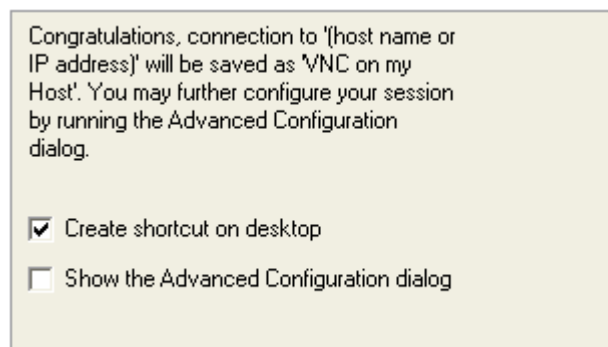 Congratulations, connection to '(host name or
IP address)' will be saved as 'VNC on my
Host'. You may further configure your session
by running the Advanced Configuration
dialog.
Create shortcut on desktop
Show the Advanced Configuration dialog